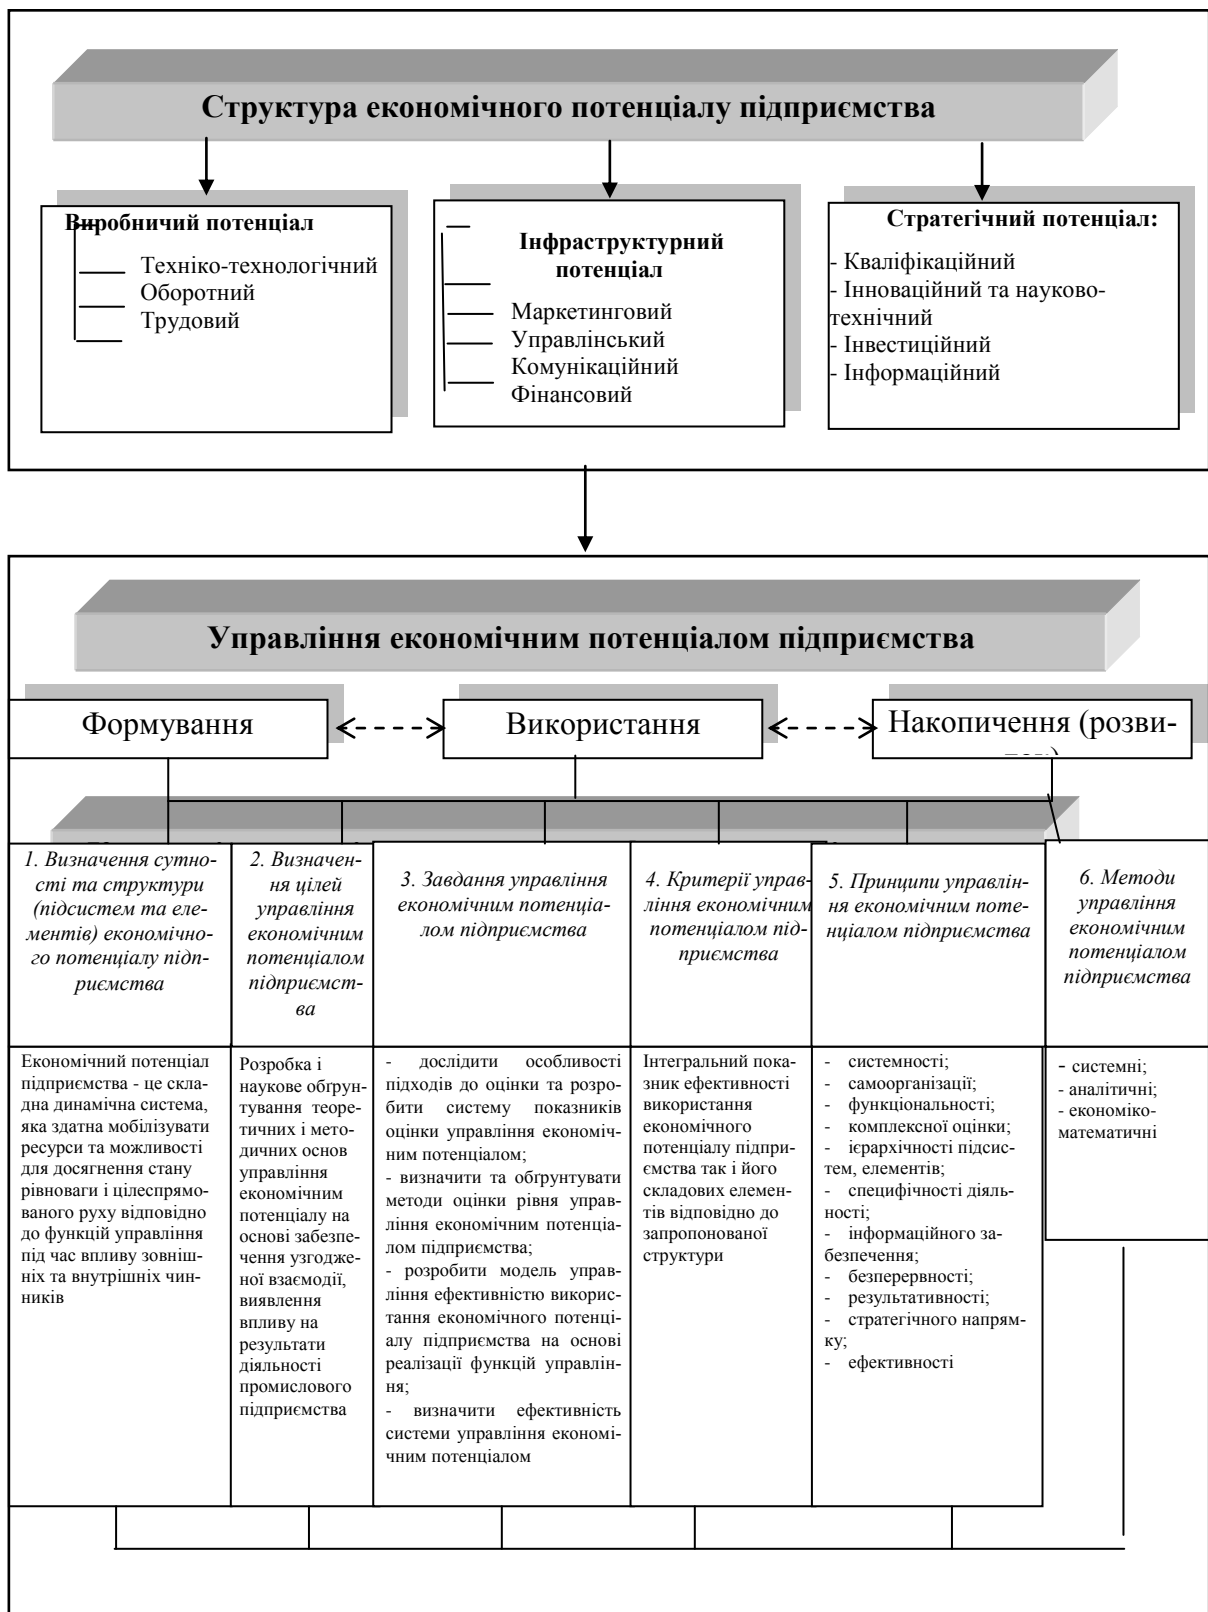 Структура економічного потенціалу підприємства
Виробничий потенціал
Техніко-технологічний
Оборотний
Трудовий
Інфраструктурний
потенціал
Маркетинговий
Управлінський
Комунікаційний
Фінансовий
Стратегічний потенціал:
- Кваліфікаційний
- Інноваційний та науково-
технічний
- Інвестиційний
- Інформаційний
Управління економічним потенціалом підприємства
Формування
Використання
Накопичення (розви-
1. Визначення сутно-
сті та структури
(підсистем та еле-
ментів) економічно-
го потенціалу підп-
риємства
2. Визначен-
ня цілей
управління
економічним
потенціалом
підприємст-
ва
3. Завдання управління
економічним потенціа-
лом підприємства
4. Критерії управ-
ління економічним
потенціалом під-
приємства
5. Принципи управлін-
ня економічним поте-
нціалом підприємства
6. Методи
управління
економічним
потенціалом
підприємства
Економічний потенціал
підприємства - це скла-
дна динамічна система,
яка здатна мобілізувати
ресурси та можливості
для досягнення стану
рівноваги і цілеспрямо-
ваного руху відповідно
до функцій управління
під час впливу зовніш-
ніх та внутрішніх чин-
ників
Розробка і
наукове обґрун-
тування теоре-
тичних і мето-
дичних основ
управління
економічним
потенціалу на
основі забезпе-
чення узгодже-
ної взаємодії,
виявлення
впливу на
результати
діяльності
промислового
підприємства
- дослідити особливості
підходів до оцінки та розро-
бити систему показників
оцінки управління економіч-
ним потенціалом;
- визначити та обґрунтувати
методи оцінки рівня управ-
ління економічним потенціа-
лом підприємства;
- розробити модель управ-
ління ефективністю викорис-
тання економічного потенці-
алу підприємства на основі
реалізації функцій управлін-
ня;
- визначити ефективність
системи управління економі-
чним потенціалом
Інтегральний пока-
зник ефективності
використання
економічного
потенціалу підпри-
ємства так і його
складових елемен-
тів відповідно до
запропонованої
структури
- системності;
- самоорганізації;
- функціональності;
- комплексної оцінки;
- ієрархічності підсис-
тем, елементів;
- специфічності діяль-
ності;
- інформаційного за-
безпечення;
- безперервності;
- результативності;
- стратегічного напрям-
ку;
- ефективності
- системні;
- аналітичні;
- економіко-
математичні